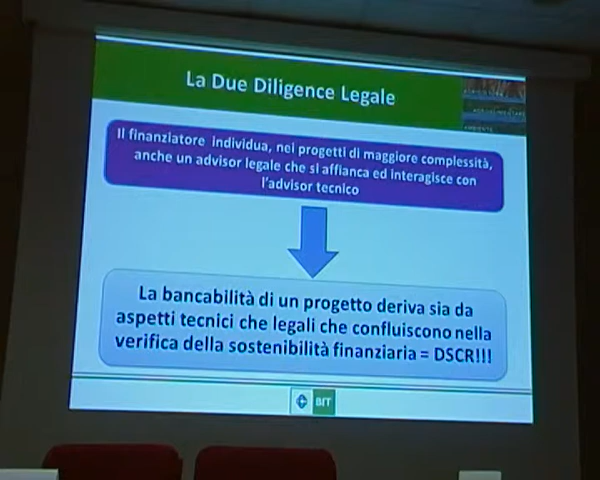 La Due Diligence Legale
Il finanziatore individua, nei progetti di maggiore complessità,
anche un advisor legale che si affianca ed interagisce con
l'advisor tecnico
La bancabilità di un progetto deriva sia da
aspetti tecnici che legali che confluiscono nella
verifica della sostenibilità finanziaria = DSCR!!!
BIT